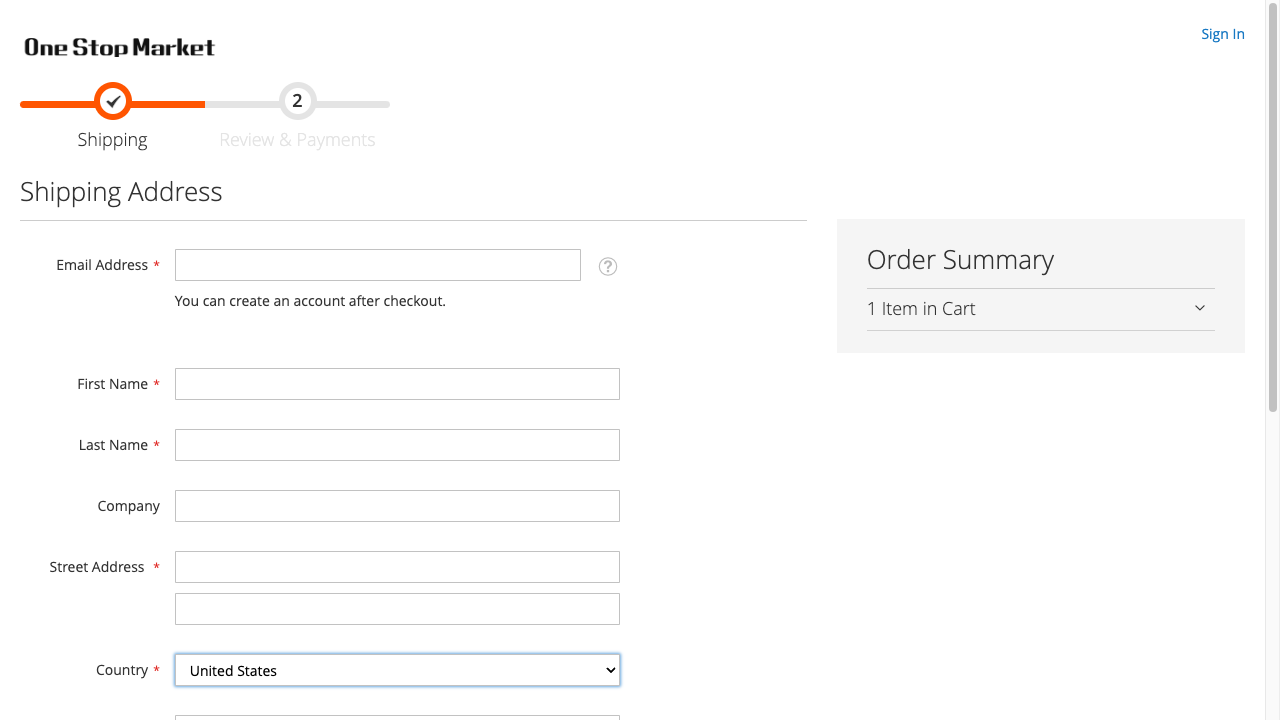 One Stop Market
Sign In
2
Shipping
Review & Payments
Shipping Address
Email Address *
?
You can create an account after checkout.
First Name *
Last Name *
Company
Street Address *
Country *
United States
Order Summary
1 Item in Cart